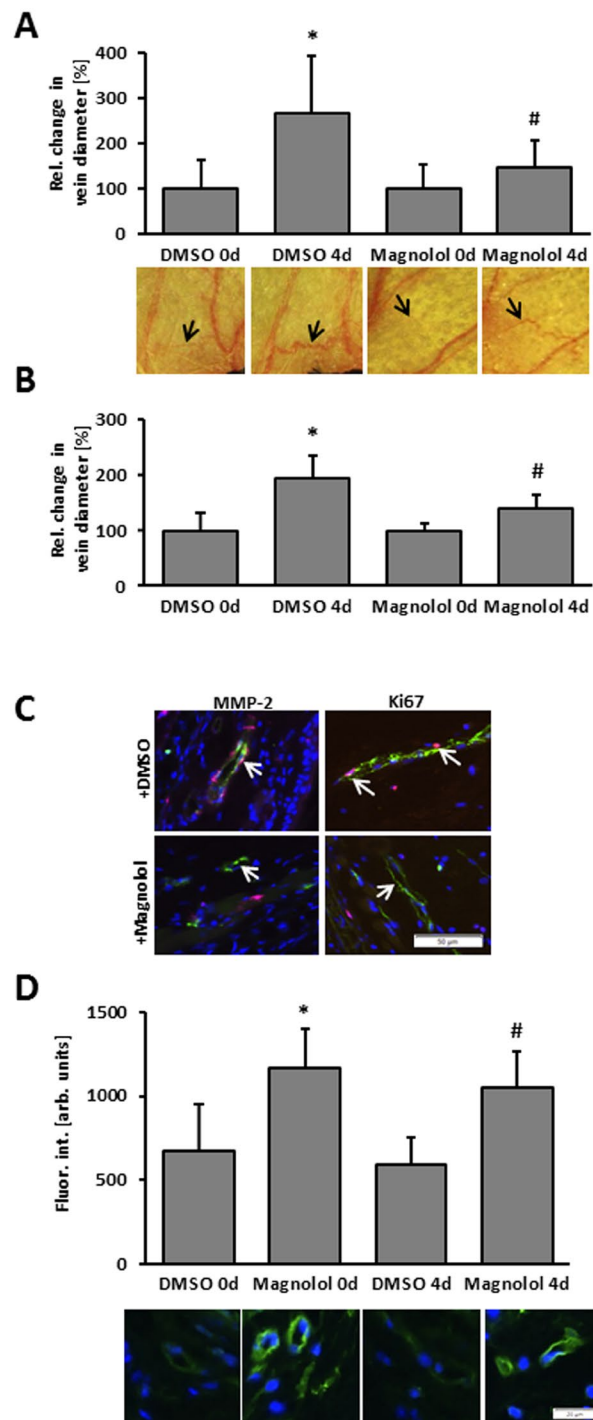 A
Rel. change in
vein diameter [%]
400
300
200
100
0
*
#
DMSO 0d DMSO 4d Magnolol 0d Magnolol 4d
B
Rel. change in
vein diameter [%]
300
200
100
0
*
#
DMSO 0d DMSO 4d Magnolol 0d Magnolol 4d
C
MMP-2 Ki67
+DMSO
+Magnolol
50 µm
D
Fluor. int. [arb. units]
1500
1000
500
0
*
#
DMSO 0d Magnolol 0d DMSO 4d Magnolol 4d
20 µm